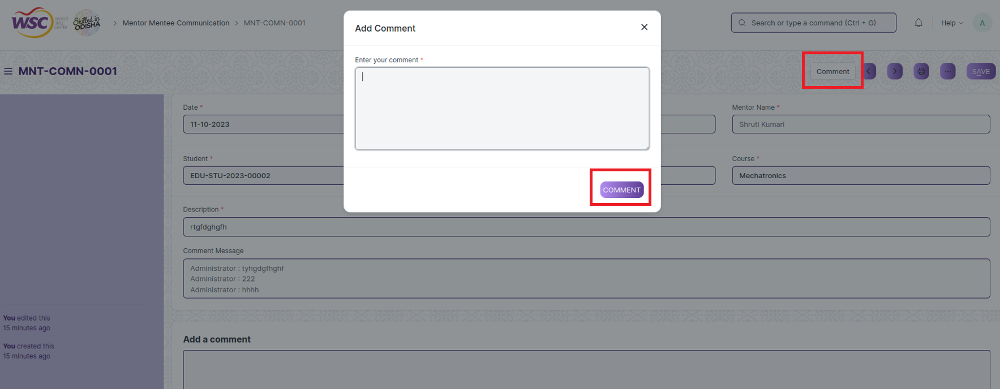 WSC WORLD SKILL CENTER Skilled in ODISHA > Mentor Mentee Communication > MNT-COMN-0001
Search or type a command (Ctrl + G)
Help
A
MNT-COMN-0001
Comment
SAVE
Add Comment
Enter your comment *
COMMENT
Date *
11-10-2023
Mentor Name *
Shruti Kumari
Student *
EDU-STU-2023-00002
Course *
Mechatronics
Description *
rtgfdghgfh
Comment Message
Administrator : tyhgdgfhghf
Administrator : 222
Administrator : hhhh
You edited this
15 minutes ago
You created this
15 minutes ago
Add a comment